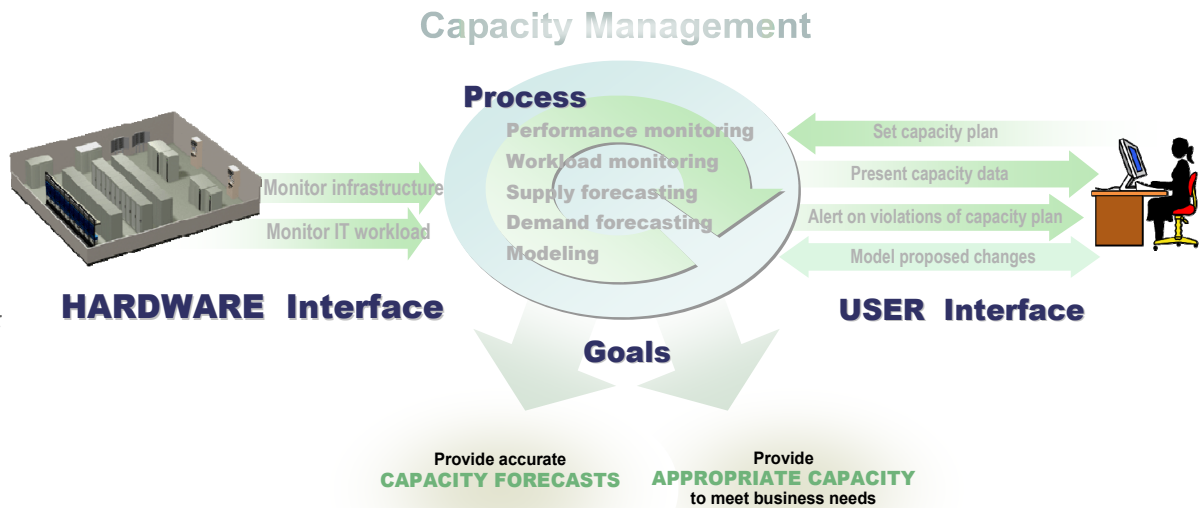 Capacity Management
Process
Performance monitoring
Workload monitoring
Supply forecasting
Demand forecasting
Modeling
Monitor infrastructure
Monitor IT workload
HARDWARE Interface
Set capacity plan
Present capacity data
Alert on violations of capacity plan
Model proposed changes
USER Interface
Goals
Provide accurate
CAPACITY FORECASTS
Provide
APPROPRIATE CAPACITY
to meet business needs